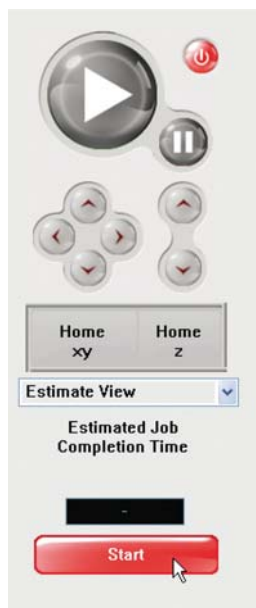 Home Home
xy z
Estimate View
Estimated Job
Completion Time
-
Start